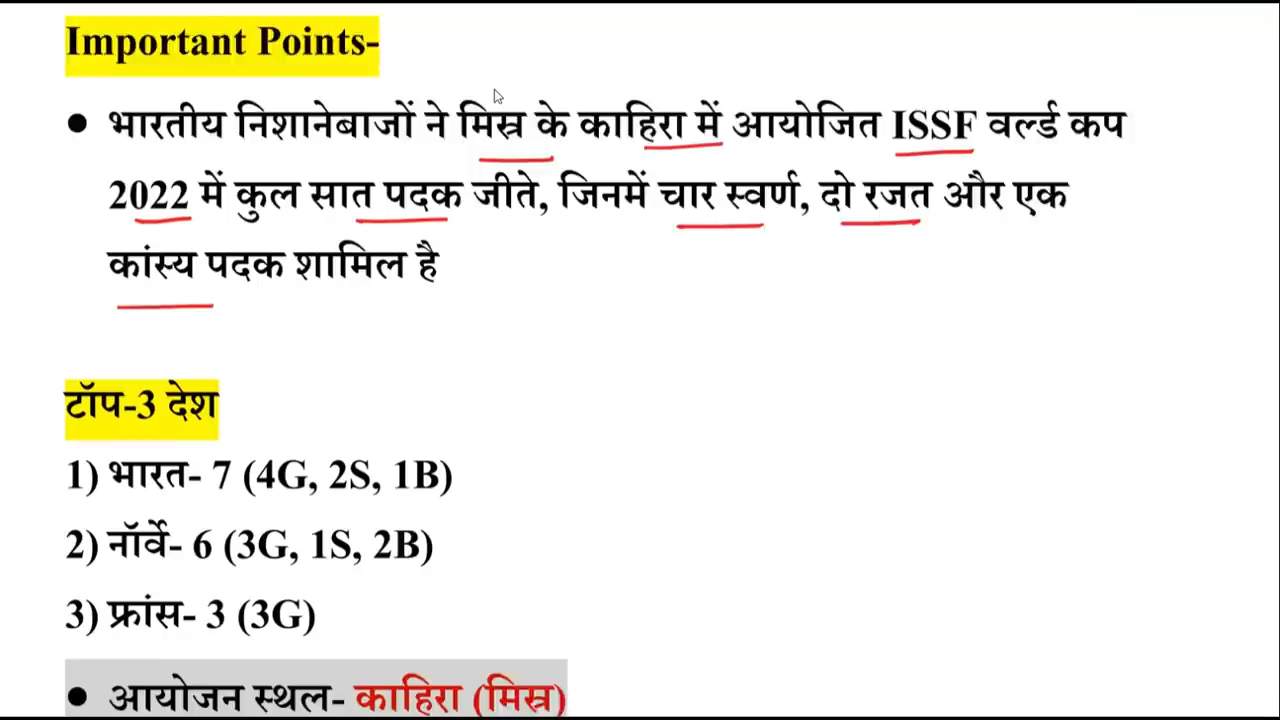 Important Points-
● भारतीय निशानेबाजों ने मिस्र के काहिरा में आयोजित ISSF वर्ल्ड कप
2022 में कुल सात पदक जीते, जिनमें चार स्वर्ण, दो रजत और एक
कांस्य पदक शामिल है
टॉप-3 देश
1) भारत- 7 (4G, 2S, 1B)
2) नॉर्वे- 6 (3G, 1S, 2B)
3) फ्रांस- 3 (3G)
● आयोजन स्थल- काहिरा (मिस्र)